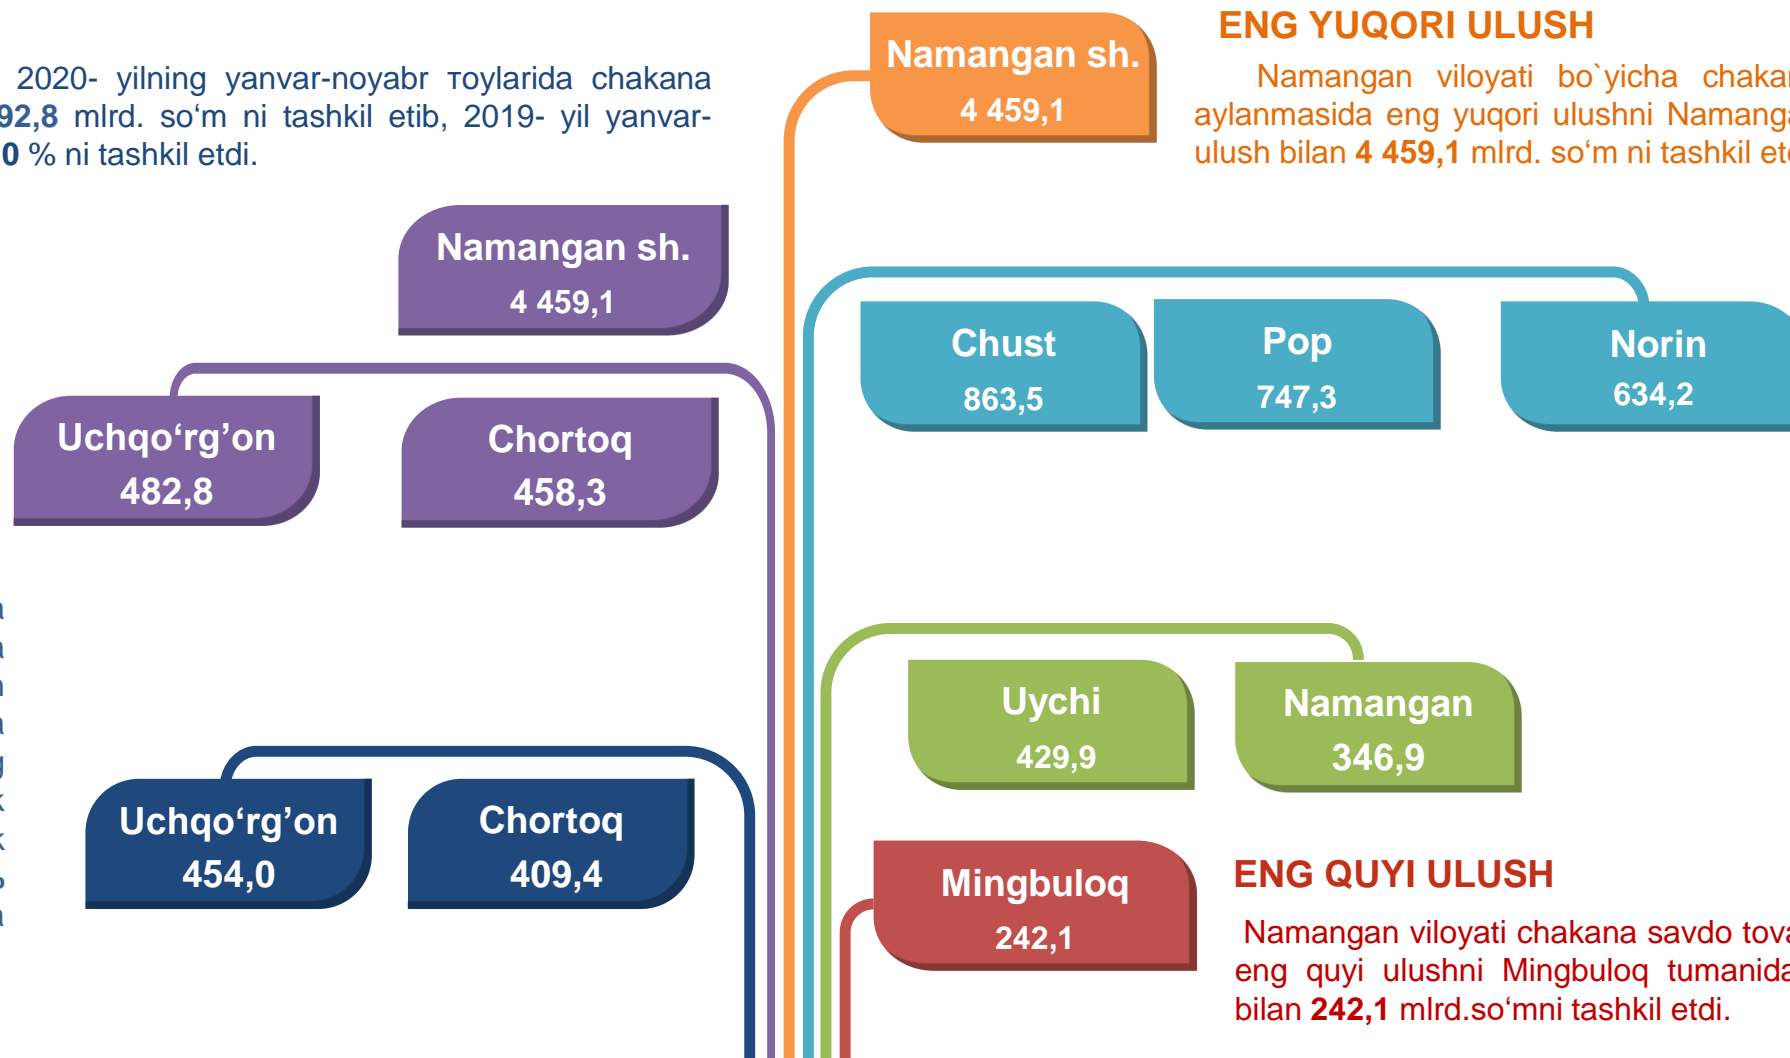 2020- yilning yanvar-noyabr тoylarida chakana
92,8 mlrd. so‘m ni tashkil etib, 2019- yil yanvar-
0 % ni tashkil etdi.
Namangan sh.
4 459,1
ENG YUQORI ULUSH
Namangan viloyati bo`yicha chakan
aylanmasida eng yuqori ulushni Namanga
ulush bilan 4 459,1 mlrd. so‘m ni tashkil etd
Namangan sh.
4 459,1
Chust
863,5
Pop
747,3
Norin
634,2
Uchqo‘rg’on
482,8
Chortoq
458,3
Uychi
429,9
Namangan
346,9
Uchqo‘rg’on
454,0
Chortoq
409,4
Mingbuloq
242,1
ENG QUYI ULUSH
Namangan viloyati chakana savdo tova
eng quyi ulushni Mingbuloq tumanida
bilan 242,1 mlrd.so‘mni tashkil etdi.